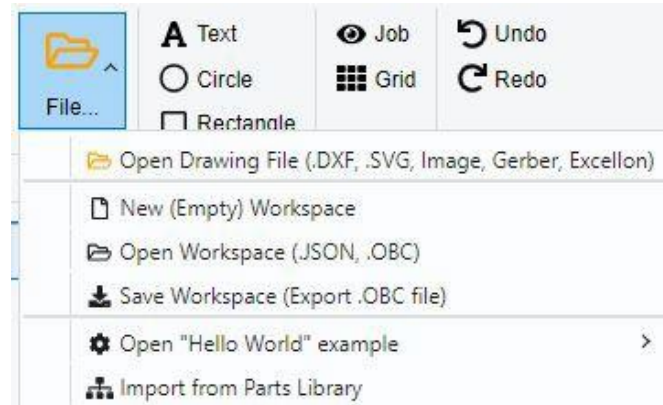 File...
A Text
Circle
Rectangle
Job
Grid
Undo
Redo
Open Drawing File (.DXF, .SVG, Image, Gerber, Excellon)
New (Empty) Workspace
Open Workspace (.JSON, .OBC)
Save Workspace (Export .OBC file)
Open "Hello World" example
Import from Parts Library